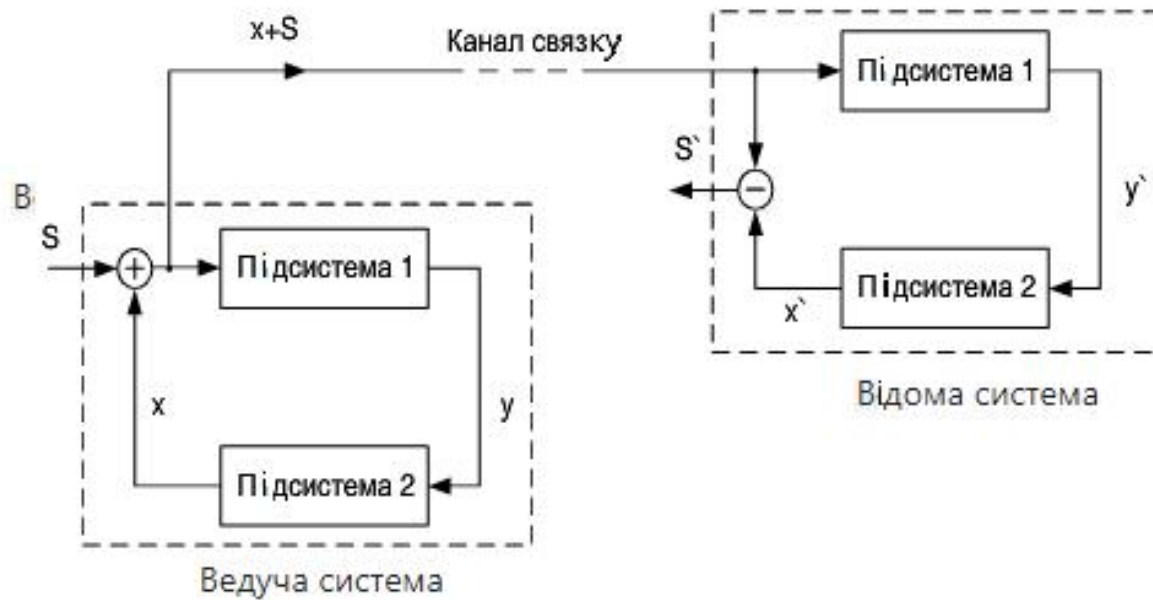 x+S
Канал связку
Підсистема 1
S`
y`
Підсистема 2
x`
Відома система
В
S
+
Підсистема 1
x
y
Підсистема 2
Ведуча система